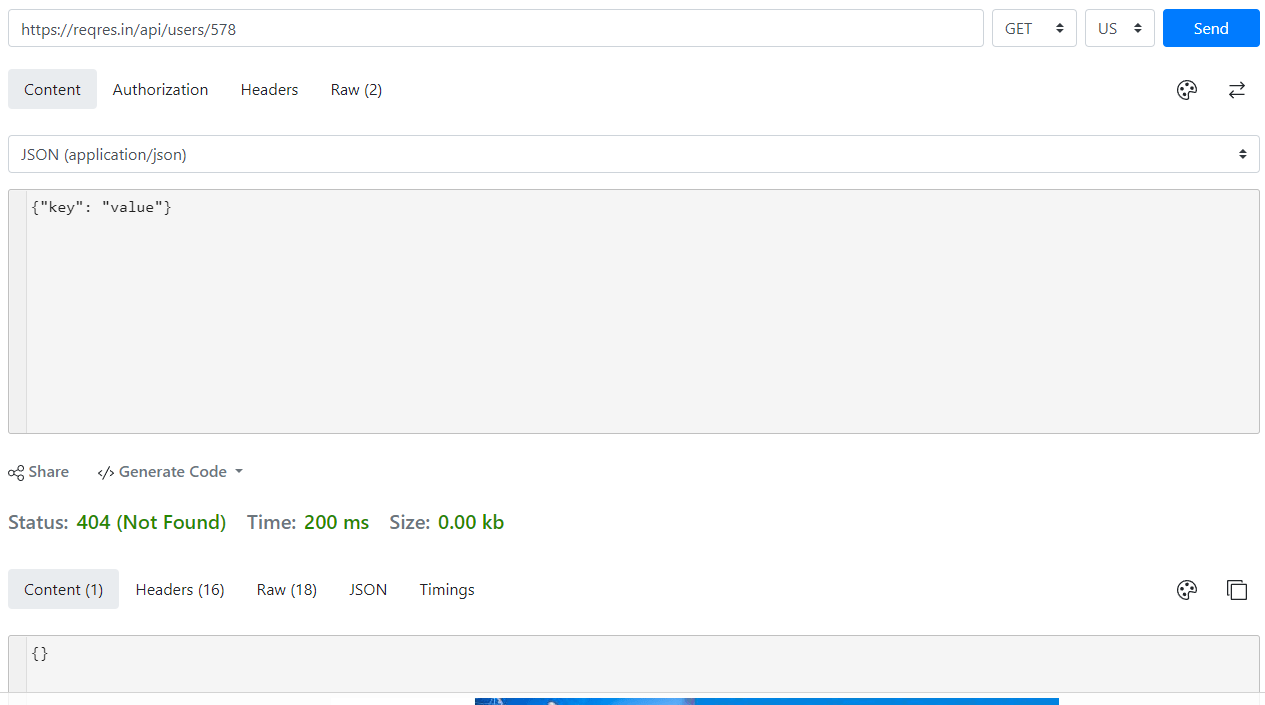 https://reqres.in/api/users/578 GET US Send
Content Authorization Headers Raw (2)
JSON (application/json)
{"key": "value"}
Share </> Generate Code
Status: 404 (Not Found) Time: 200 ms Size: 0.00 kb
Content (1) Headers (16) Raw (18) JSON Timings
{}